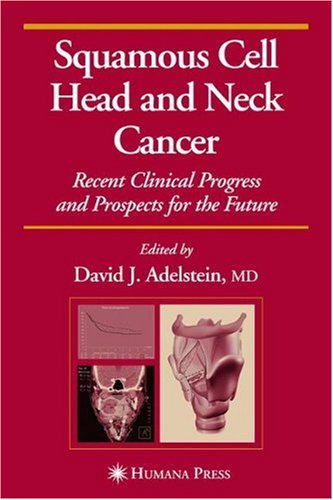 Squamous Cell
Head and Neck
Cancer
Recent Clinical Progress
and Prospects for the Future
Edited by
David J. Adelstein, MD
HUMANA PRESS